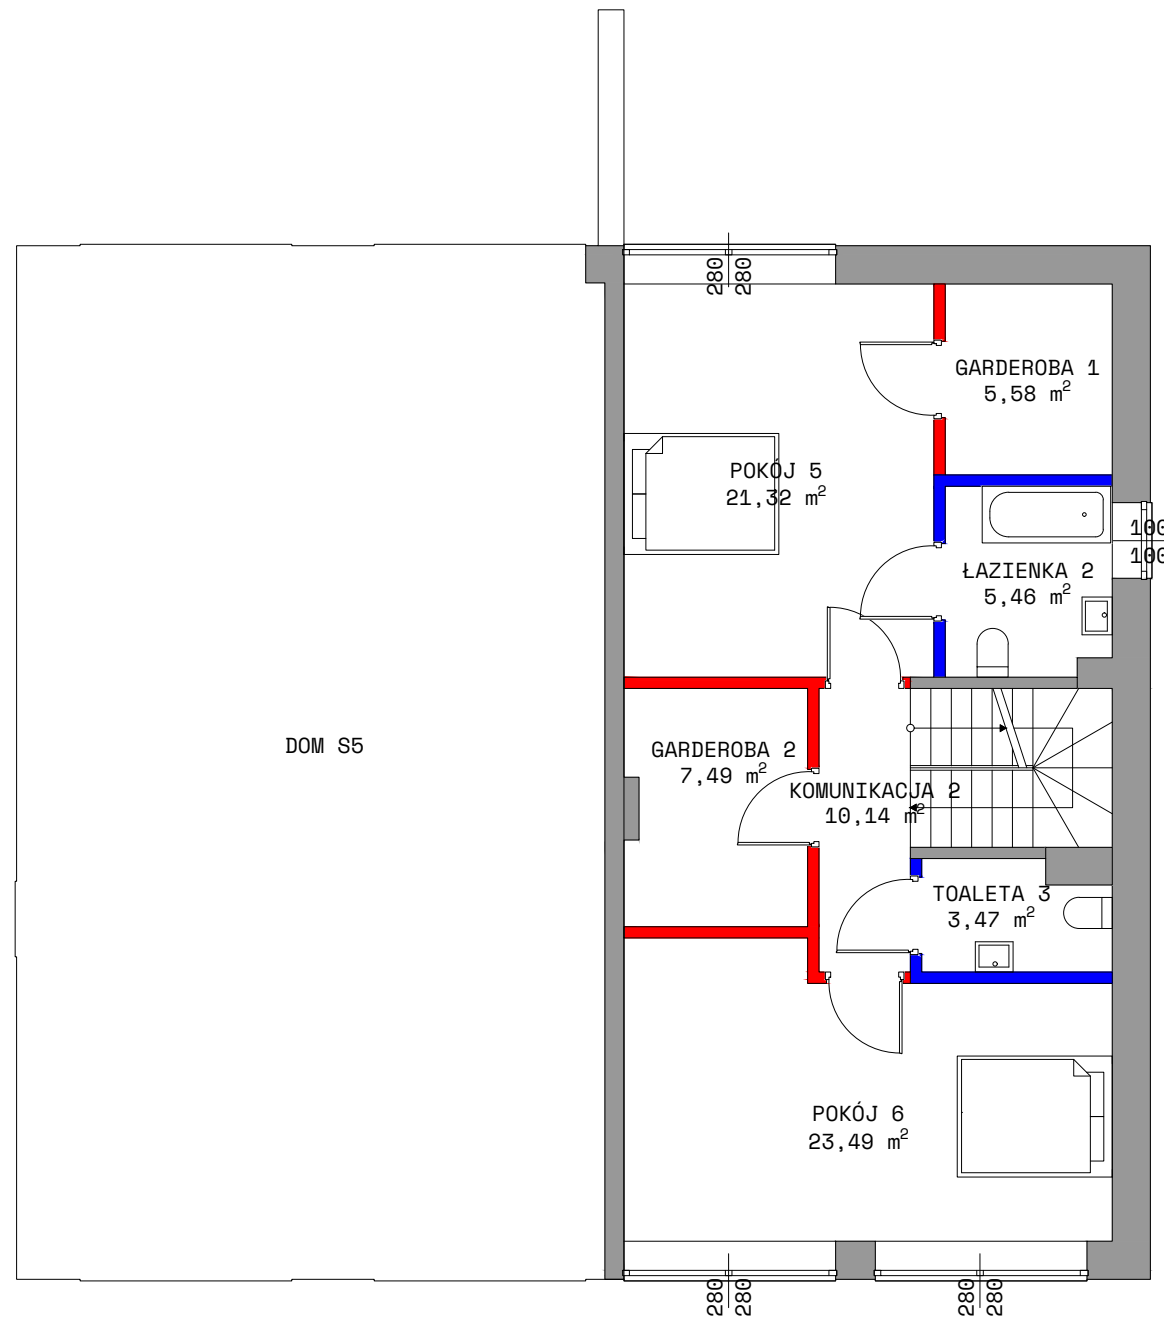 280
280
GARDEROBA 1
5,58 m²
POKÓJ 5
21,32 m²
100
100
ŁAZIENKA 2
5,46 m²
DOM S5
GARDEROBA 2
7,49 m²
KOMUNIKACJA 2
10,14 m²
TOALETA 3
3,47 m²
POKÓJ 6
23,49 m²
280
280
280
280